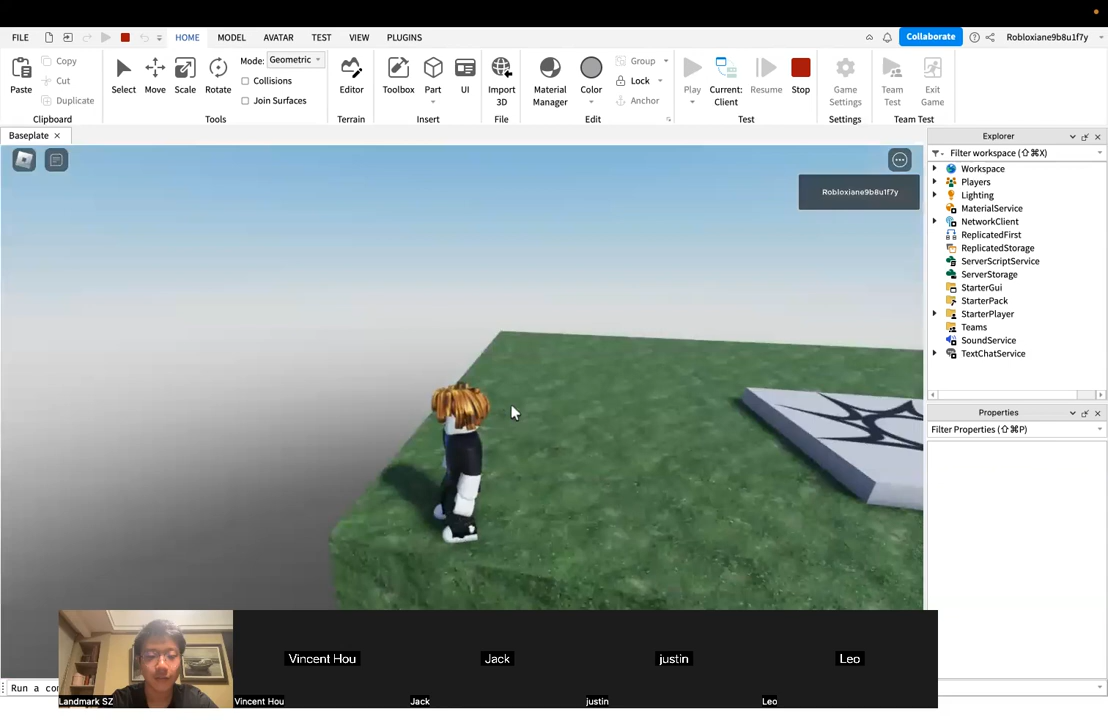 FILE HOME MODEL AVATAR TEST VIEW PLUGINS Collaborate Robloxiane9b8u1f7y
Paste
Copy
Cut
Duplicate
Clipboard
Select Move Scale Rotate
Mode: Geometric
Collisions
Join Surfaces
Tools
Editor
Terrain
Toolbox Part UI
Insert
Import
3D
File
Material
Manager
Color
Group
Lock
Anchor
Edit
Play
Current:
Client
Resume
Stop
Test
Game
Settings
Settings
Team
Test
Exit
Game
Team Test
Baseplate
Robloxiane9b8u1f7y
Explorer
Filter workspace (⇧⌘X)
Workspace
Players
Lighting
MaterialService
NetworkClient
ReplicatedFirst
ReplicatedStorage
ServerScriptService
ServerStorage
StarterGui
StarterPack
StarterPlayer
Teams
SoundService
TextChatService
Properties
Filter Properties (⇧⌘P)
Vincent Hou Jack justin Leo
Run a
Landmark SZ Vincent Hou Jack justin Leo